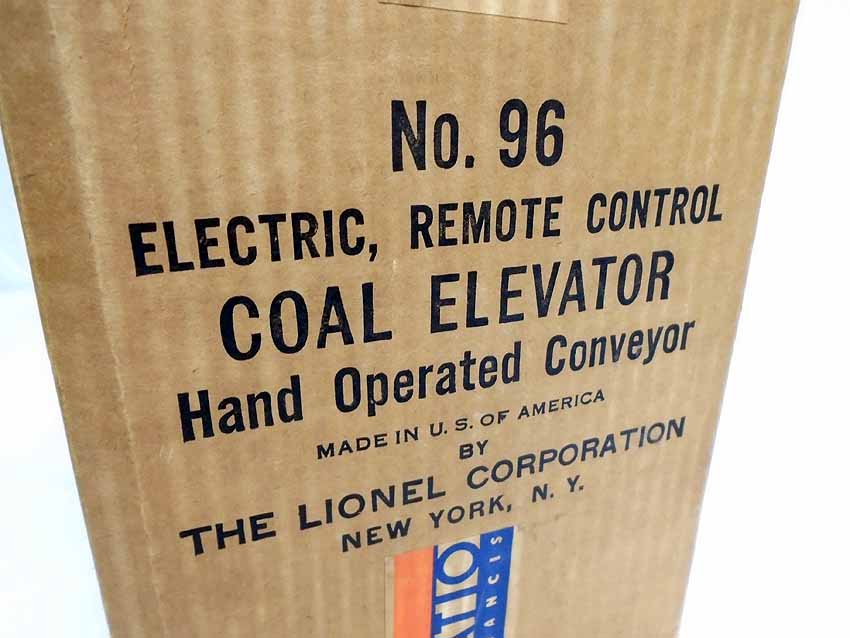 No. 96
ELECTRIC, REMOTE CONTROL
COAL ELEVATOR
Hand Operated Conveyor
MADE IN U. S. OF AMERICA
BY
THE LIONEL CORPORATION
NEW YORK, N. Y.